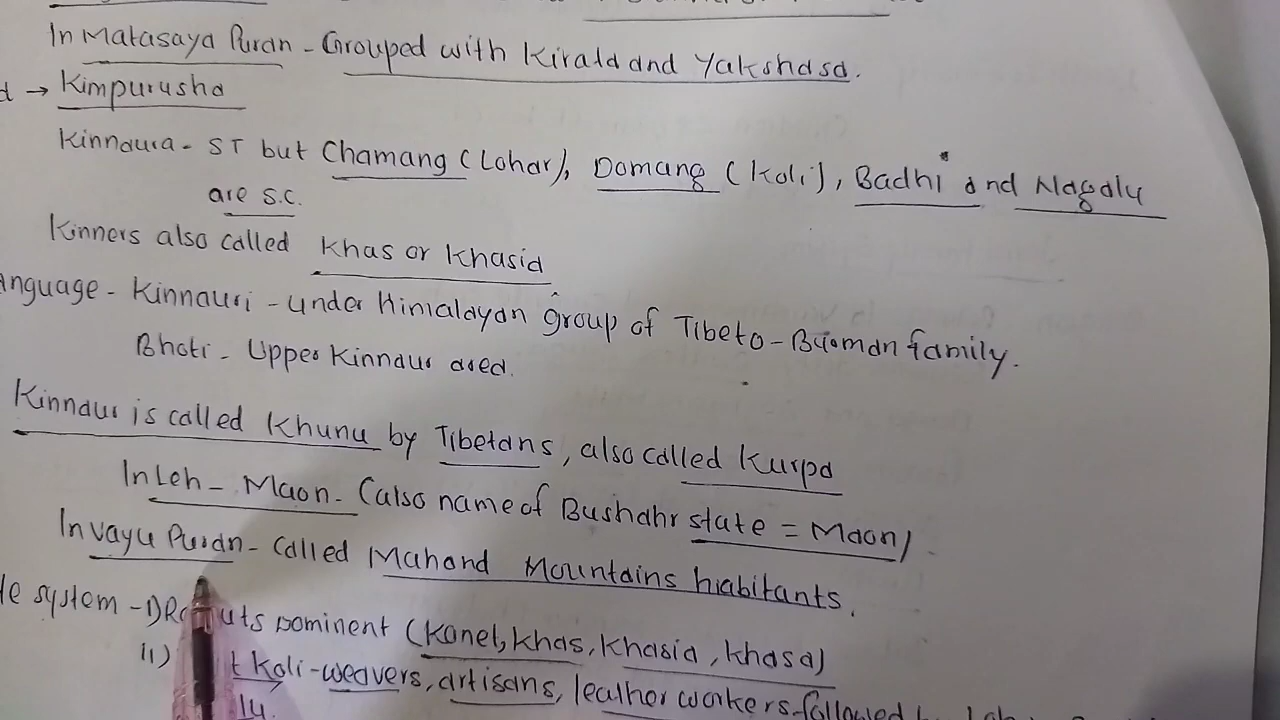 In Matasaya Puran - Grouped with Kirata and Yakshasa.
→ Kimpurusha
Kinnaura - ST but Chamang (Lohar), Domang (Koli), Badhi and Nagalu
are S.C.
Kinners also called Khas or Khasia
anguage - Kinnauri - under Himalayan group of Tibeto-Burman family.
Bhoti - Upper Kinnaur area.
Kinnaur is called Khunu by Tibetans, also called Kurpa
In Leh - Maon - (also name of Bushahr state = Maon)
In Vayu Puran - called Mahand Mountains habitants.
system - 1) Dominent (Kanet, Khas, Khasia, Khasa)
ii) Koli - weavers, artisans, leather workers followed